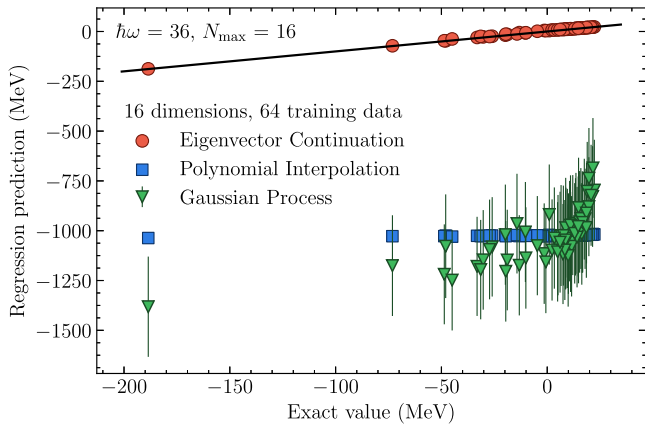 ħω = 36, N_max = 16
16 dimensions, 64 training data
Eigenvector Continuation
Polynomial Interpolation
Gaussian Process
Regression prediction (MeV)
0
−250
−500
−750
−1000
−1250
−1500
−200
−150
−100
−50
0
Exact value (MeV)